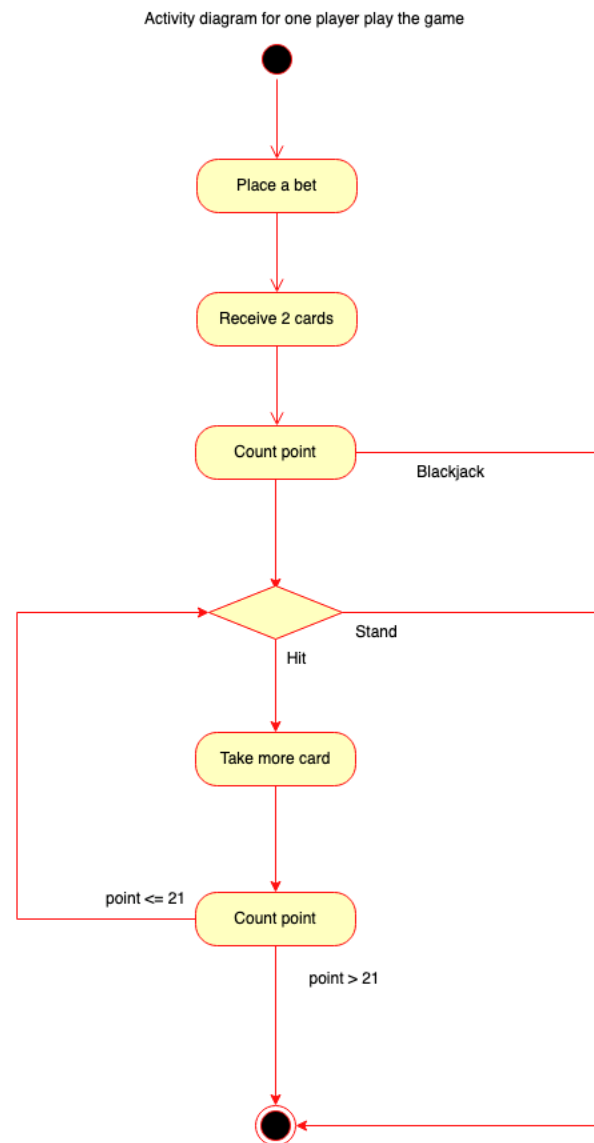 Activity diagram for one player play the game
Place a bet
Receive 2 cards
Count point
Blackjack
Stand
Hit
Take more card
point <= 21
Count point
point > 21